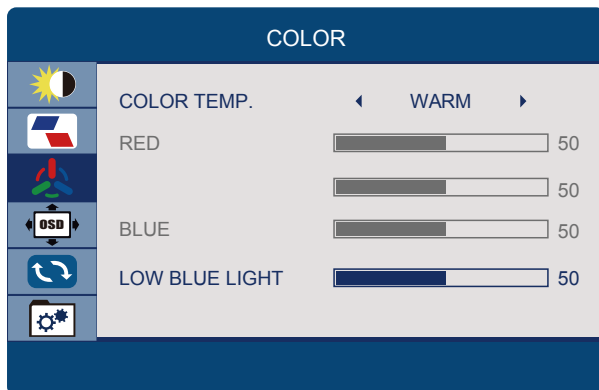 COLOR
COLOR TEMP. WARM
RED 50
50
BLUE 50
OSD
LOW BLUE LIGHT 50